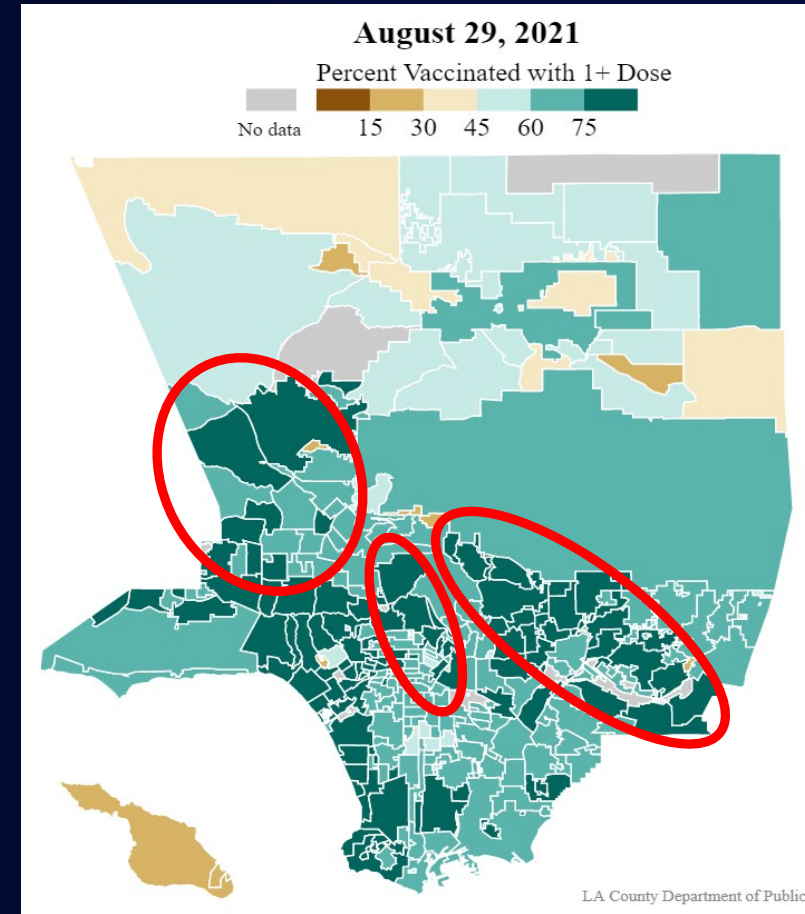 August 29, 2021
Percent Vaccinated with 1+ Dose
No data 15 30 45 60 75
LA County Department of Public